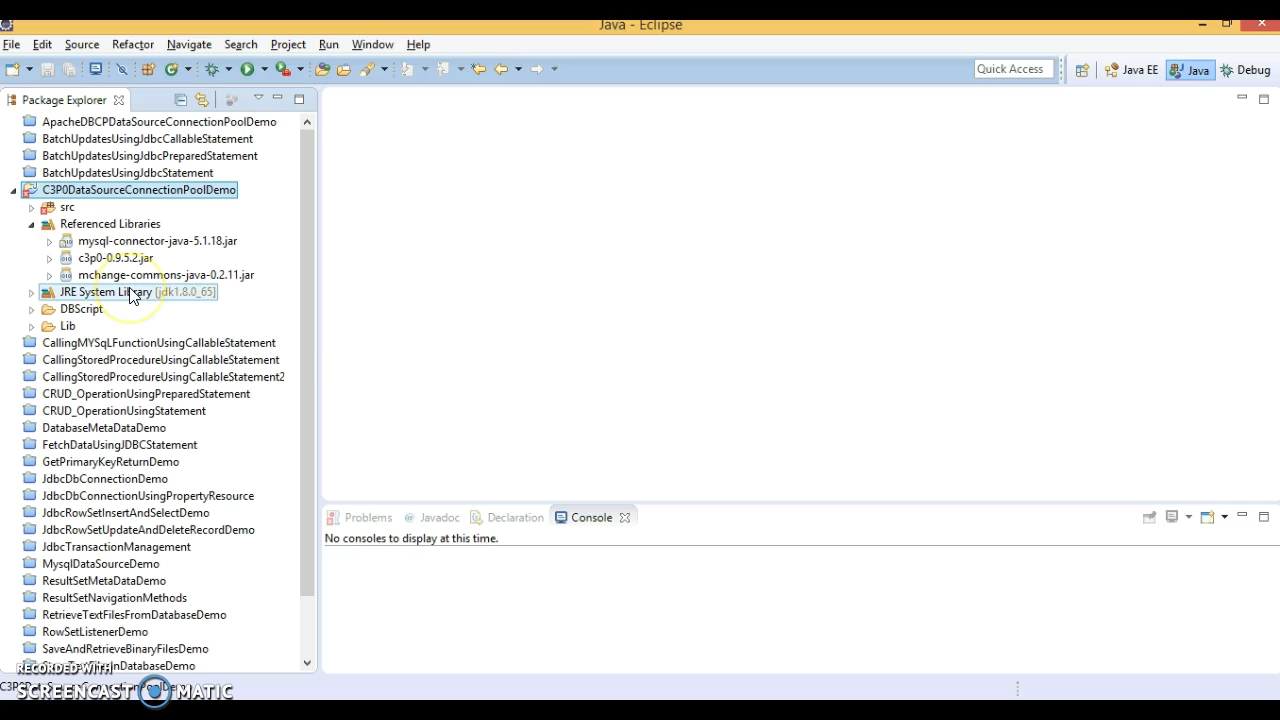 Java - Eclipse
File Edit Source Refactor Navigate Search Project Run Window Help
Quick Access Java EE Java Debug
Package Explorer
ApacheDBCPDataSourceConnectionPoolDemo
BatchUpdatesUsingJdbcCallableStatement
BatchUpdatesUsingJdbcPreparedStatement
BatchUpdatesUsingJdbcStatement
C3P0DataSourceConnectionPoolDemo
src
Referenced Libraries
mysql-connector-java-5.1.18.jar
c3p0-0.9.5.2.jar
mchange-commons-java-0.2.11.jar
JRE System Library [jdk1.8.0_65]
DBScript
Lib
CallingMYSqLFunctionUsingCallableStatement
CallingStoredProcedureUsingCallableStatement
CallingStoredProcedureUsingCallableStatement2
CRUD_OperationUsingPreparedStatement
CRUD_OperationUsingStatement
DatabaseMetaDataDemo
FetchDataUsingJDBCStatement
GetPrimaryKeyReturnDemo
JdbcDbConnectionDemo
JdbcDbConnectionUsingPropertyResource
JdbcRowSetInsertAndSelectDemo
JdbcRowSetUpdateAndDeleteRecordDemo
JdbcTransactionManagement
MysqlDataSourceDemo
ResultSetMetaDataDemo
ResultSetNavigationMethods
RetrieveTextFilesFromDatabaseDemo
RowSetListenerDemo
SaveAndRetrieveBinaryFilesDemo
Problems Javadoc Declaration Console
No consoles to display at this time.
RECORDED WITH
SCREENCAST MATIC